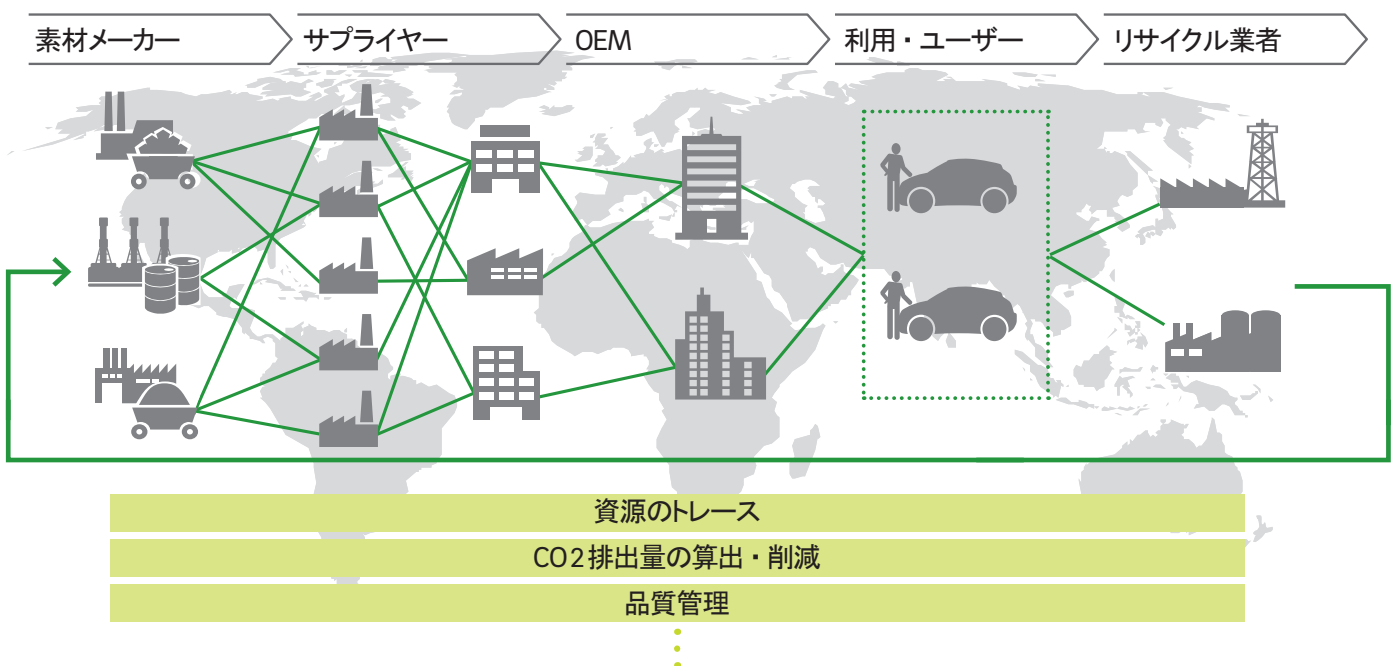 素材メーカー
サプライヤー
OEM
利用・ユーザー
リサイクル業者
資源のトレース
CO2排出量の算出・削減
品質管理